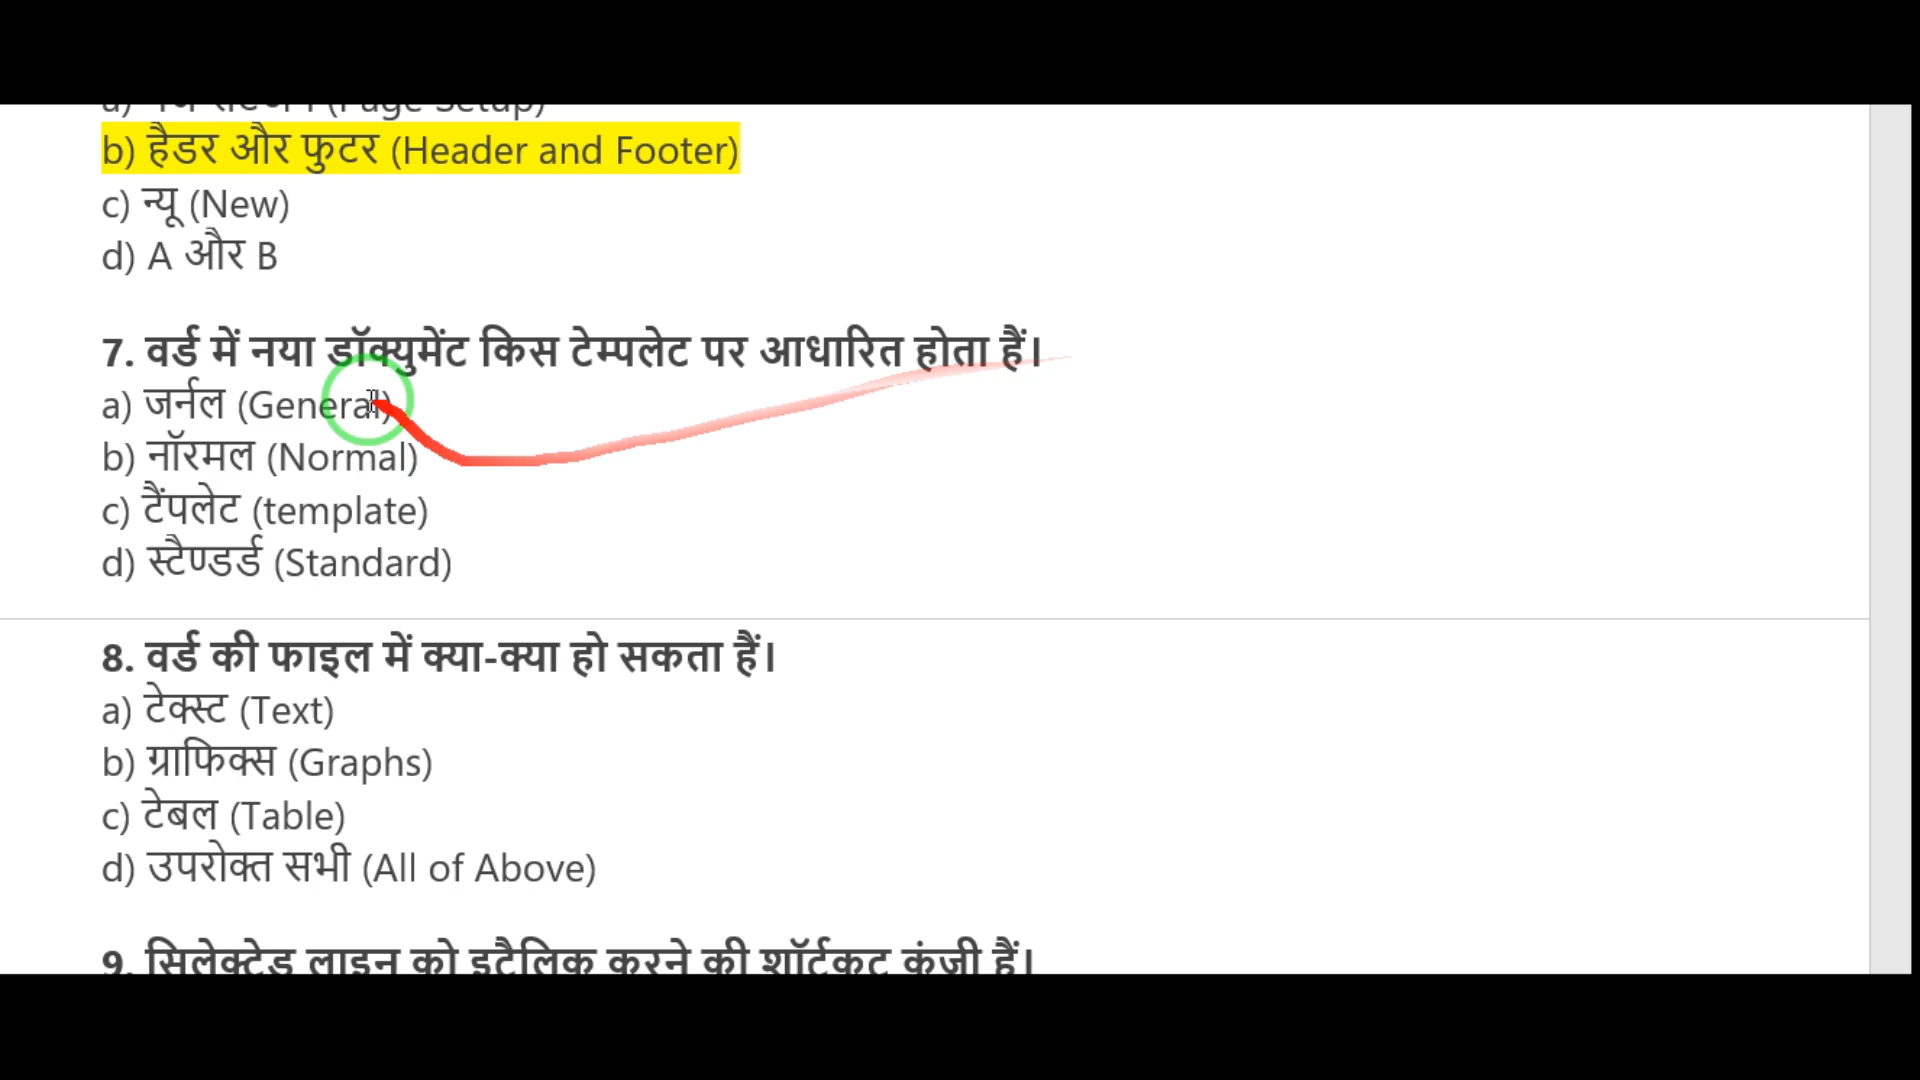 (Page Setup)
b) हैडर और फुटर (Header and Footer)
c) न्यू (New)
d) A और B
7. वर्ड में नया डॉक्युमेंट किस टेम्पलेट पर आधारित होता हैं।
a) जर्नल (General)
b) नॉरमल (Normal)
c) टैंपलेट (template)
d) स्टैण्डर्ड (Standard)
8. वर्ड की फाइल में क्या-क्या हो सकता हैं।
a) टेक्स्ट (Text)
b) ग्राफिक्स (Graphs)
c) टेबल (Table)
d) उपरोक्त सभी (All of Above)
9. सिलेक्टेड लाइन को इटैलिक करने की शॉर्टकट कुंजी हैं।